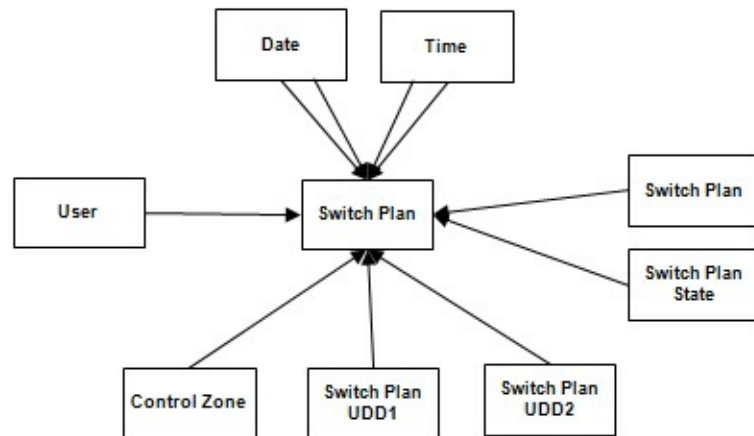 Date
Time
User
Switch Plan
Switch Plan
Switch Plan
State
Control Zone
Switch Plan
UDD1
Switch Plan
UDD2